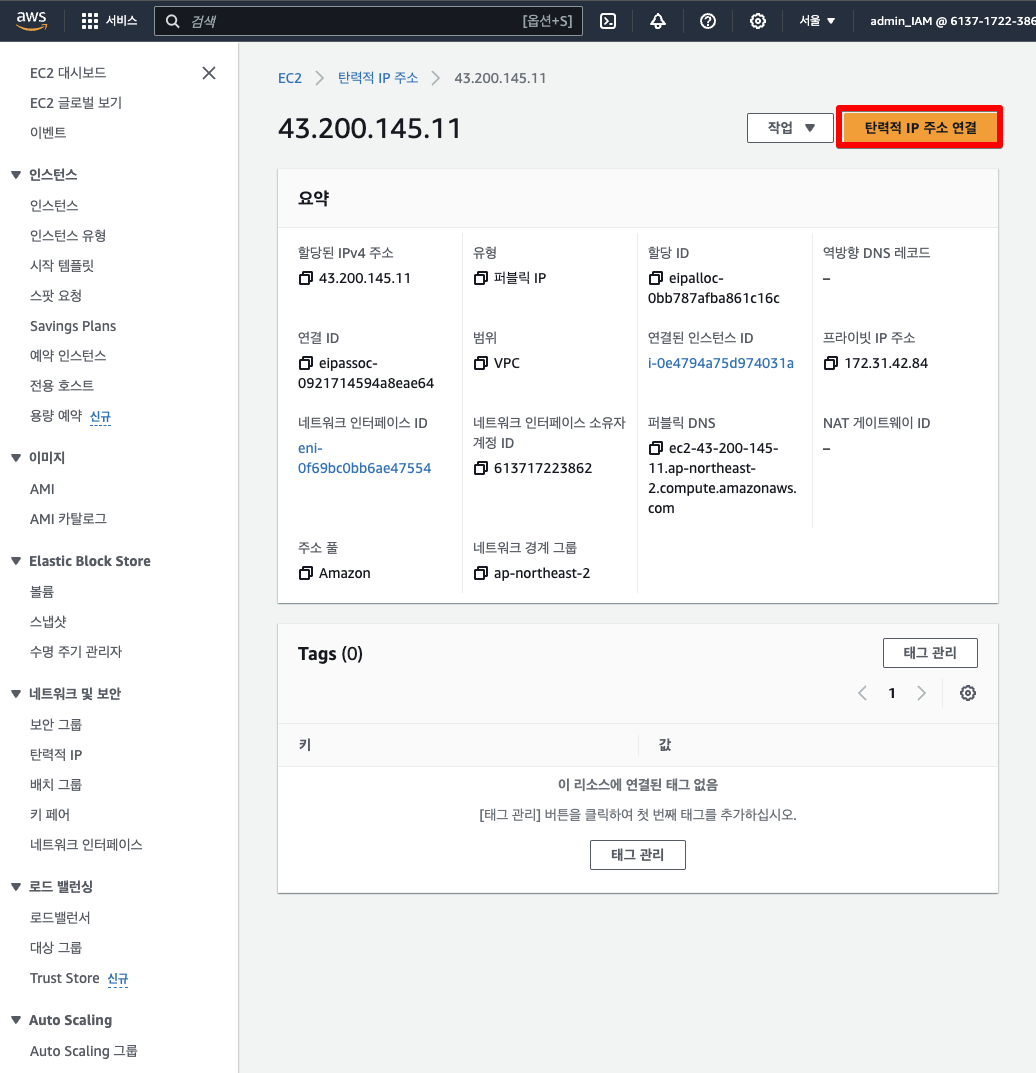 aws
서비스
검색
[옵션+S]
서울
admin_IAM @ 6137-1722-386
EC2 대시보드
EC2 글로벌 보기
이벤트
인스턴스
인스턴스
인스턴스 유형
시작 템플릿
스팟 요청
Savings Plans
예약 인스턴스
전용 호스트
용량 예약 신규
이미지
AMI
AMI 카탈로그
Elastic Block Store
볼륨
스냅샷
수명 주기 관리자
네트워크 및 보안
보안 그룹
탄력적 IP
배치 그룹
키 페어
네트워크 인터페이스
로드 밸런싱
로드밸런서
대상 그룹
Trust Store 신규
Auto Scaling
Auto Scaling 그룹
EC2
탄력적 IP 주소
43.200.145.11
43.200.145.11
작업
탄력적 IP 주소 연결
요약
할당된 IPv4 주소
43.200.145.11
유형
퍼블릭 IP
할당 ID
eipalloc-
0bb787afba861c16c
역방향 DNS 레코드
–
연결 ID
eipassoc-
0921714594a8eae64
범위
VPC
연결된 인스턴스 ID
i-0e4794a75d974031a
프라이빗 IP 주소
172.31.42.84
네트워크 인터페이스 ID
eni-
0f69bc0bb6ae47554
네트워크 인터페이스 소유자
계정 ID
613717223862
퍼블릭 DNS
ec2-43-200-145-
11.ap-northeast-
2.compute.amazonaws.
com
NAT 게이트웨이 ID
–
주소 풀
Amazon
네트워크 경계 그룹
ap-northeast-2
Tags (0)
태그 관리
1
키
값
이 리소스에 연결된 태그 없음
[태그 관리] 버튼을 클릭하여 첫 번째 태그를 추가하십시오.
태그 관리